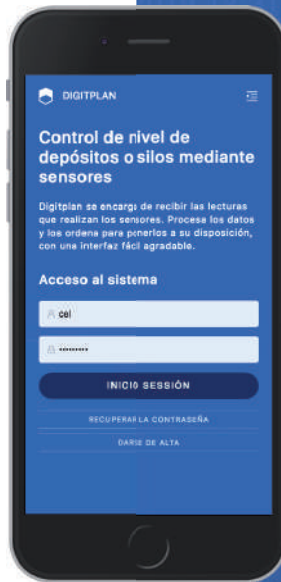 DIGITPLAN
Control de nivel de
depósitos o silos mediante
sensores
Digitplan se encarga de recibir las lecturas
que realizan los sensores. Procesa los datos
y los ordena para ponerlos a su disposición,
con una interfaz fácil agradable.
Acceso al sistema
cel
•••••••••
INICIO SESSIÓN
RECUPERAR LA CONTRASEÑA
DARSE DE ALTA